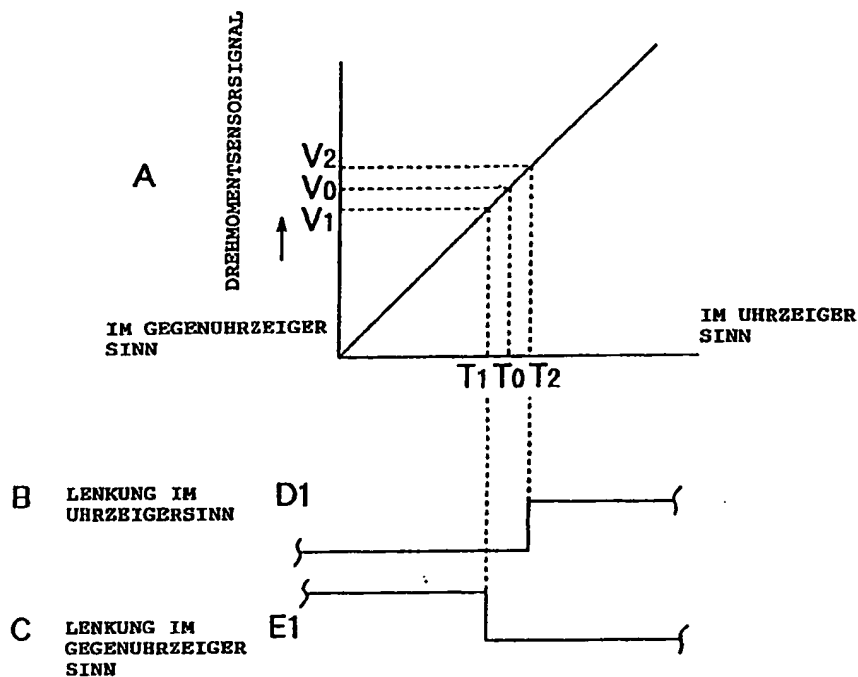 DREHMOMENTSENSORSIGNAL
A
V2
V0
V1
IM GEGENUHRZEIGER
SINN
IM UHRZEIGER
SINN
T1 T0 T2
B LENKUNG IM
UHRZEIGERSINN
D1
C LENKUNG IM
GEGENUHRZEIGER
SINN
E1